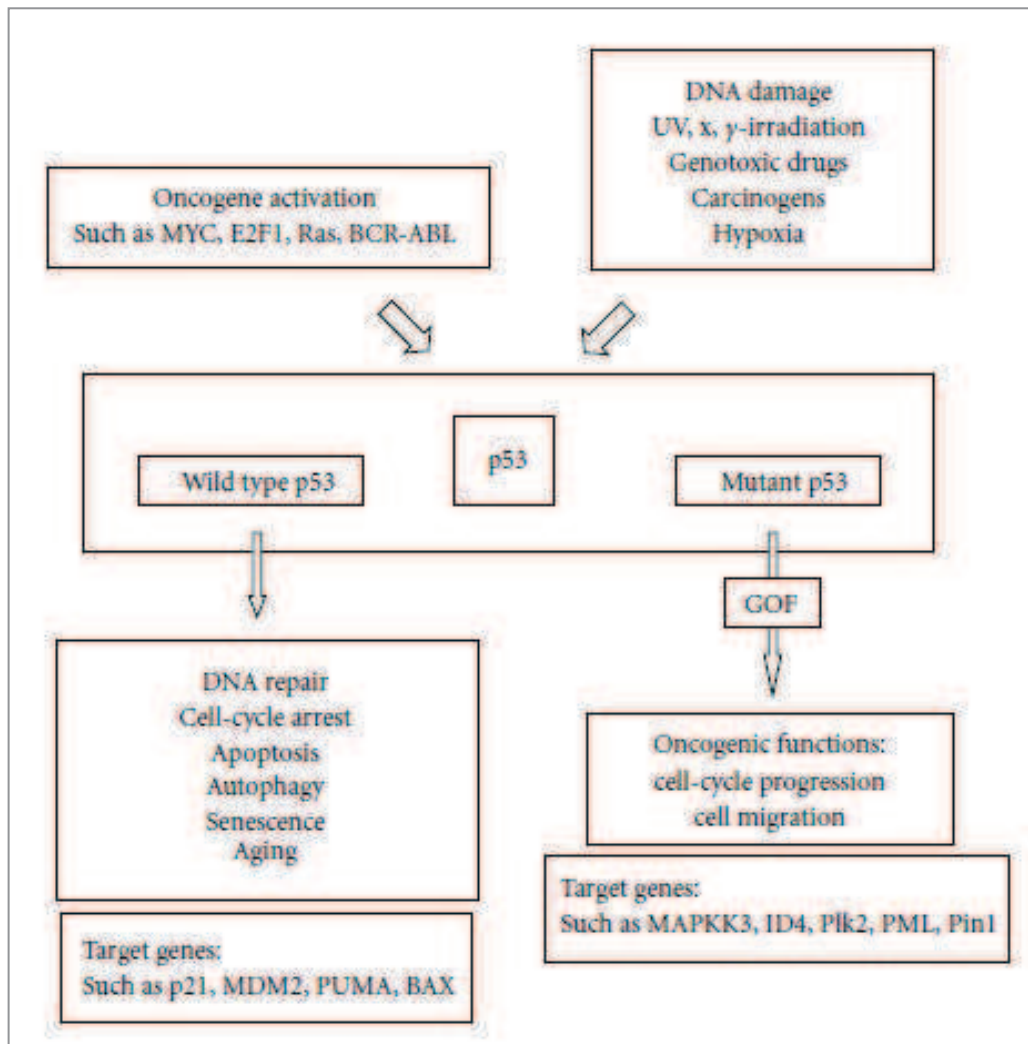 Oncogene activation
Such as MYC, E2F1, Ras, BCR-ABL
DNA damage
UV, x, γ-irradiation
Genotoxic drugs
Carcinogens
Hypoxia
Wild type p53
p53
Mutant p53
GOF
DNA repair
Cell-cycle arrest
Apoptosis
Autophagy
Senescence
Aging
Target genes:
Such as p21, MDM2, PUMA, BAX
Oncogenic functions:
cell-cycle progression
cell migration
Target genes:
Such as MAPKK3, ID4, Plk2, PML, Pin1